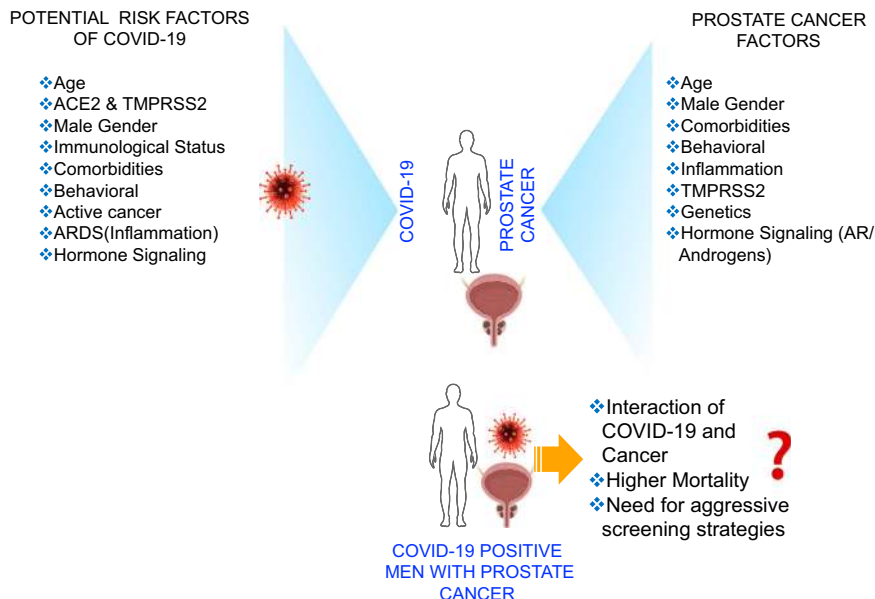 POTENTIAL RISK FACTORS
OF COVID-19
❖Age
❖ACE2 & TMPRSS2
❖Male Gender
❖Immunological Status
❖Comorbidities
❖Behavioral
❖Active cancer
❖ARDS(Inflammation)
❖Hormone Signaling
COVID-19
PROSTATE
CANCER
PROSTATE CANCER
FACTORS
❖Age
❖Male Gender
❖Comorbidities
❖Behavioral
❖Inflammation
❖TMPRSS2
❖Genetics
❖Hormone Signaling (AR/
Androgens)
❖Interaction of
COVID-19 and
Cancer
❖Higher Mortality
❖Need for aggressive
screening strategies
?
COVID-19 POSITIVE
MEN WITH PROSTATE
CANCER